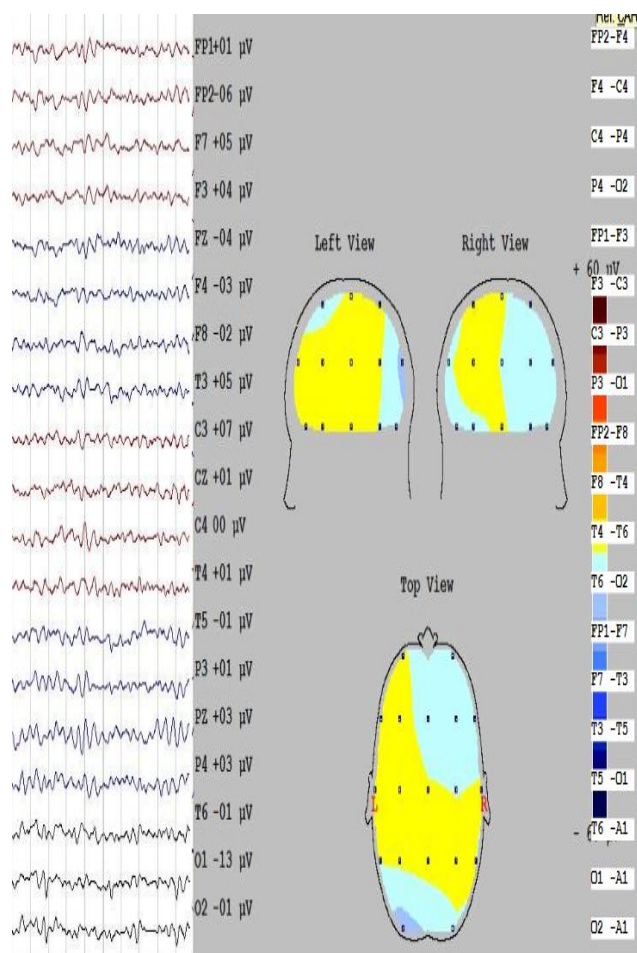 FP1+01 µV
FP2-06 µV
F7 +05 µV
F3 +04 µV
FZ -04 µV
F4 -03 µV
F8 -02 µV
T3 +05 µV
C3 +07 µV
CZ +01 µV
C4 00 µV
T4 +01 µV
T5 -01 µV
P3 +01 µV
PZ +03 µV
P4 +03 µV
T6 -01 µV
O1 -13 µV
O2 -01 µV
Left View
Right View
Top View
L
R
+ 60 µV
Ref. CAR
FP2-F4
F4 -C4
C4 -P4
P4 -O2
FP1-F3
F3 -C3
C3 -P3
P3 -O1
FP2-F8
F8 -T4
T4 -T6
T6 -O2
FP1-F7
F7 -T3
T3 -T5
T5 -O1
T6 -A1
O1 -A1
O2 -A1